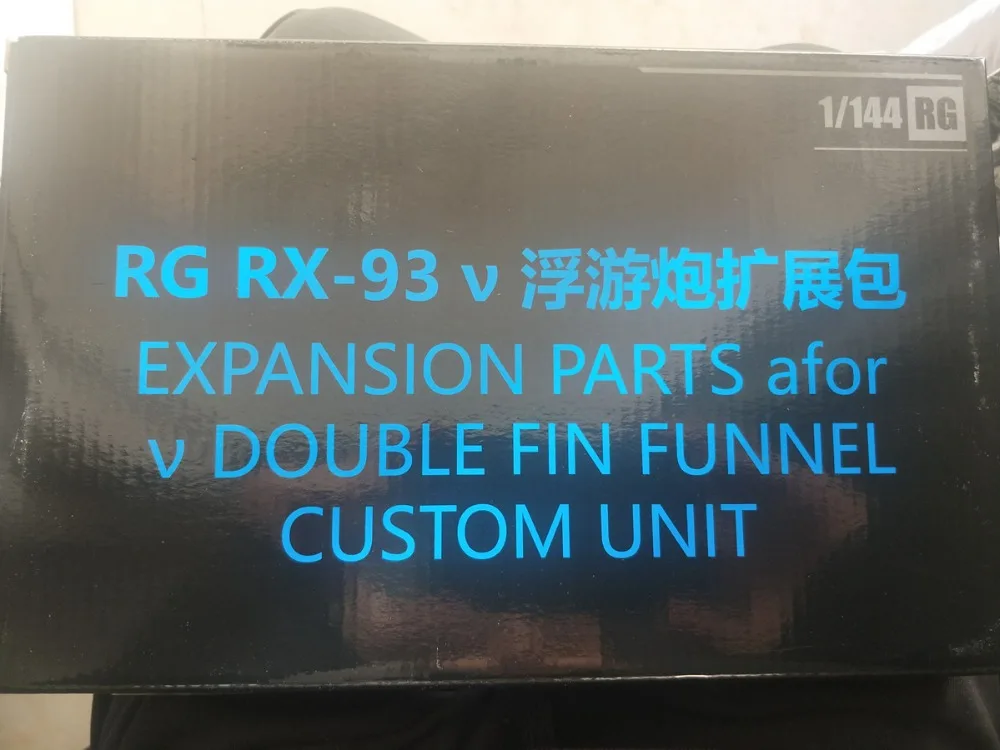 1/144 RG
RG RX-93 ν 浮游炮扩展包
EXPANSION PARTS afor
ν DOUBLE FIN FUNNEL
CUSTOM UNIT